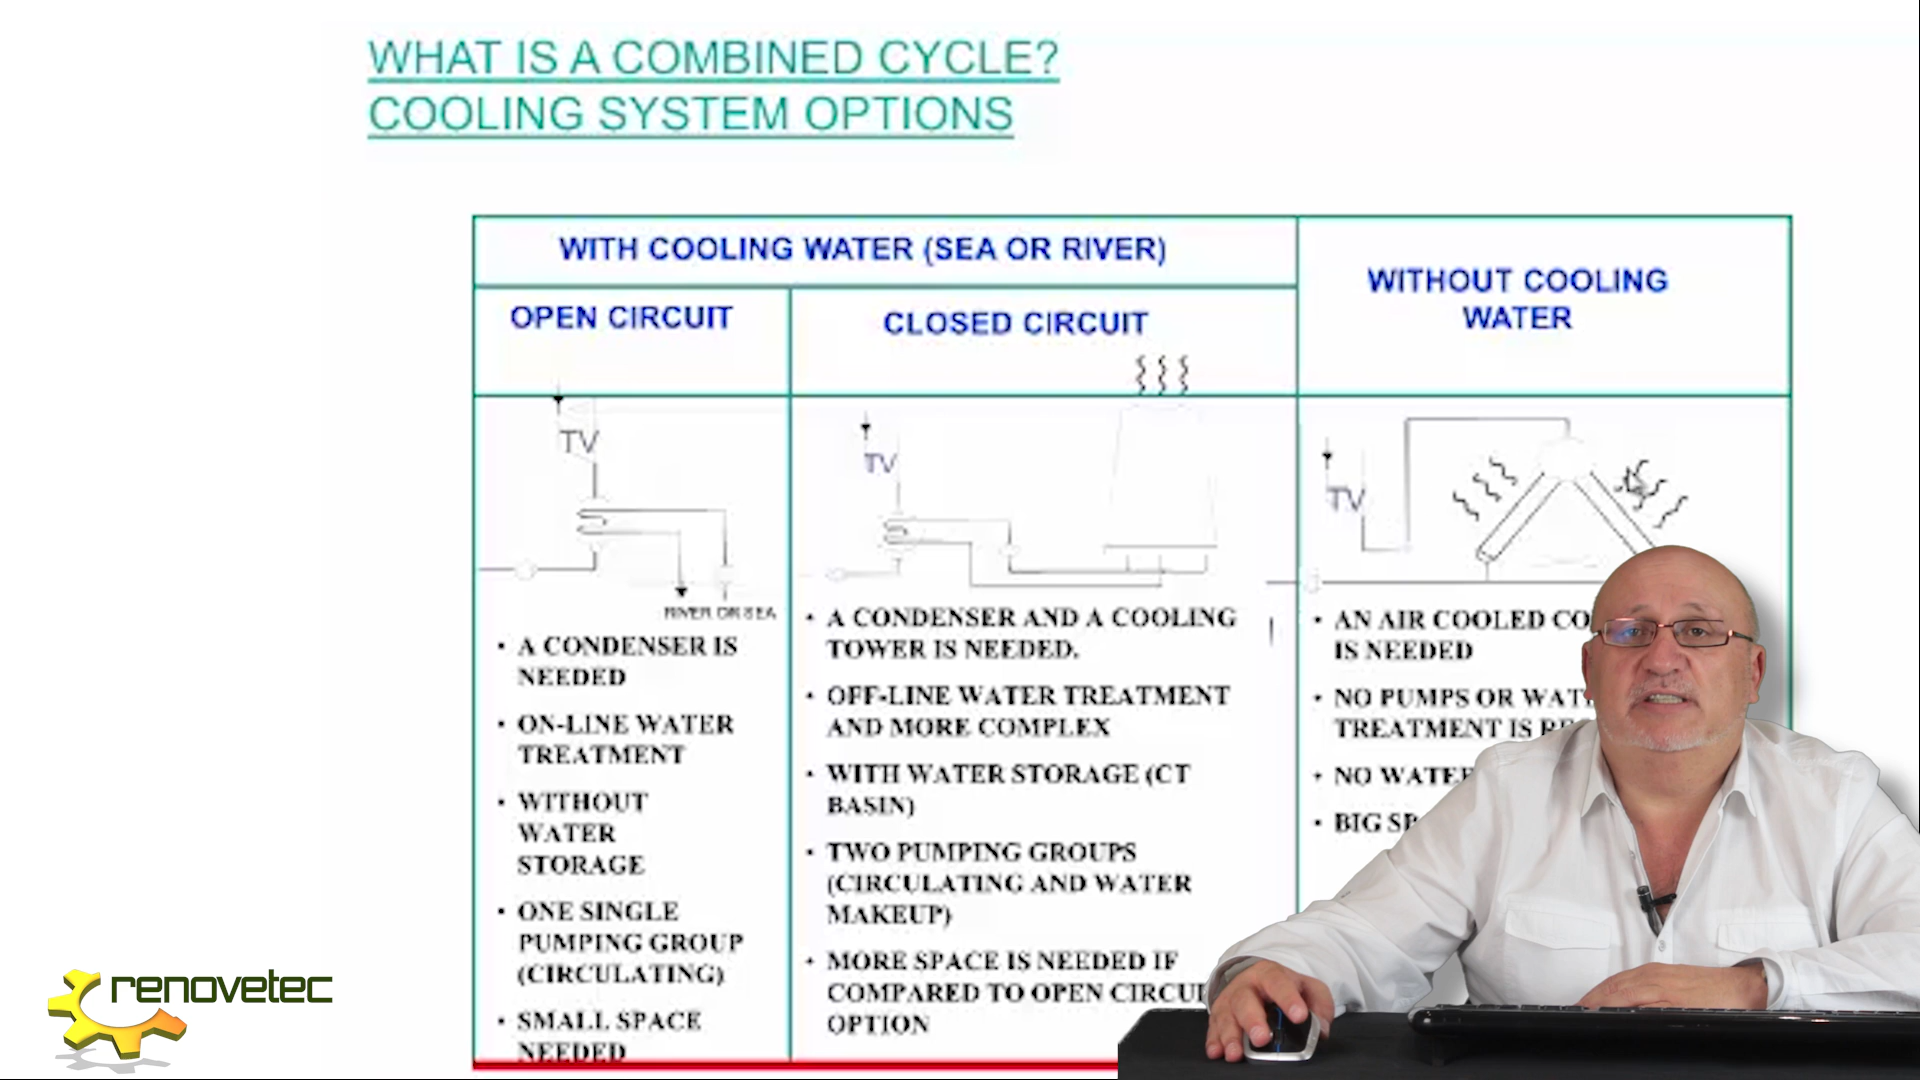 WHAT IS A COMBINED CYCLE?
COOLING SYSTEM OPTIONS
WITH COOLING WATER (SEA OR RIVER)
WITHOUT COOLING
WATER
OPEN CIRCUIT
CLOSED CIRCUIT
TV
RIVER OR SEA
• A CONDENSER IS
NEEDED
• ON-LINE WATER
TREATMENT
• WITHOUT
WATER
STORAGE
• ONE SINGLE
PUMPING GROUP
(CIRCULATING)
• SMALL SPACE
NEEDED
TV
• A CONDENSER AND A COOLING
TOWER IS NEEDED.
• OFF-LINE WATER TREATMENT
AND MORE COMPLEX
• WITH WATER STORAGE (CT
BASIN)
• TWO PUMPING GROUPS
(CIRCULATING AND WATER
MAKEUP)
• MORE SPACE IS NEEDED IF
COMPARED TO OPEN
OPTION
TV
• AN AIR COOLED
IS NEEDED
• NO PUMPS OR
TREATMENT IS
• NO
• BIG
renovetec